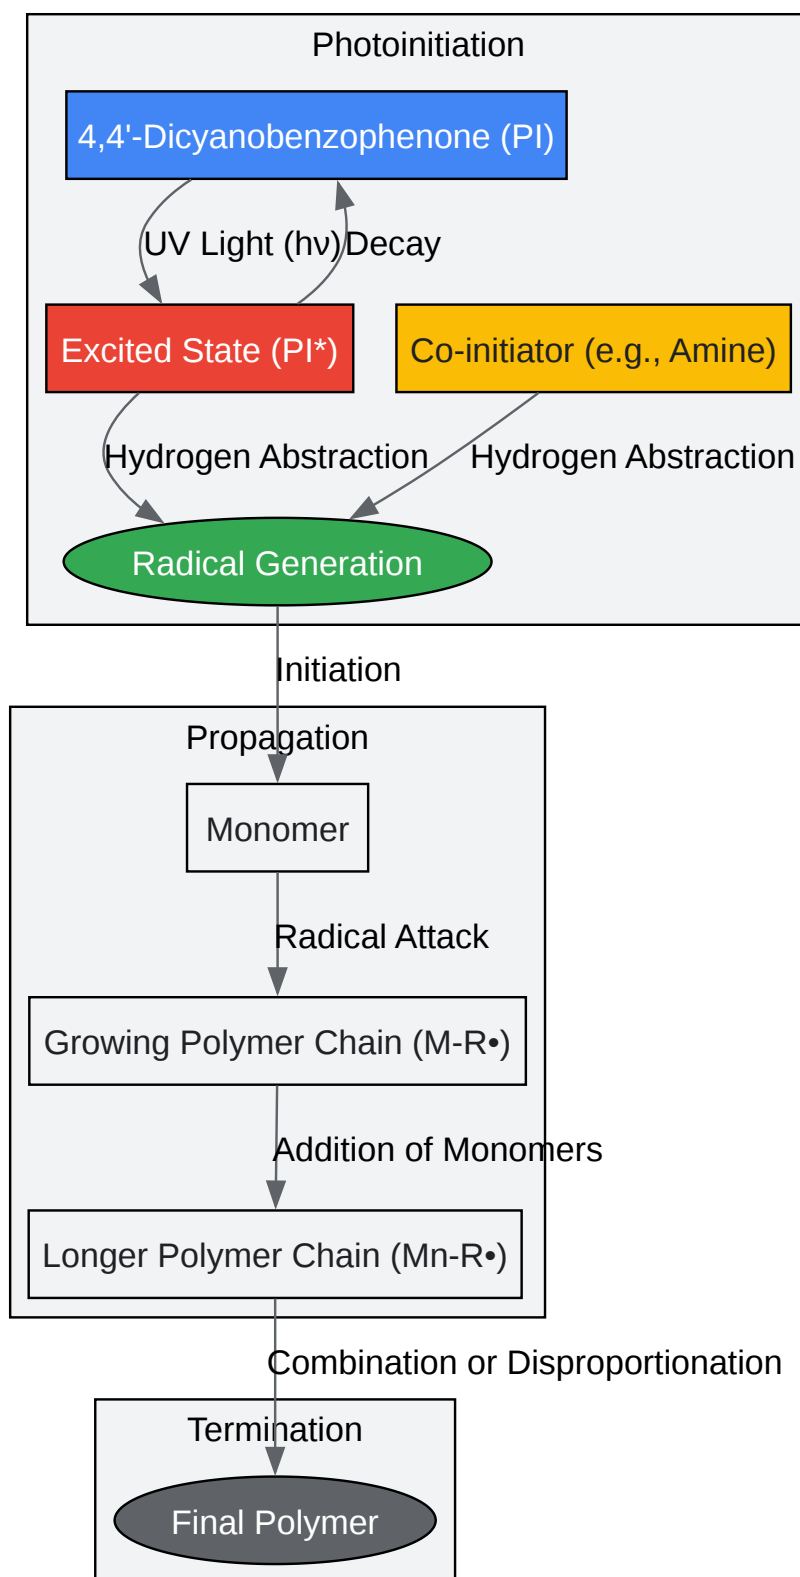 Photoinitiation
4,4'-Dicyanobenzophenone (PI)
UV Light (hν)
Decay
Excited State (PI*)
Co-initiator (e.g., Amine)
Hydrogen Abstraction
Hydrogen Abstraction
Radical Generation
Initiation
Propagation
Monomer
Radical Attack
Growing Polymer Chain (M-R•)
Addition of Monomers
Longer Polymer Chain (Mn-R•)
Combination or Disproportionation
Termination
Final Polymer